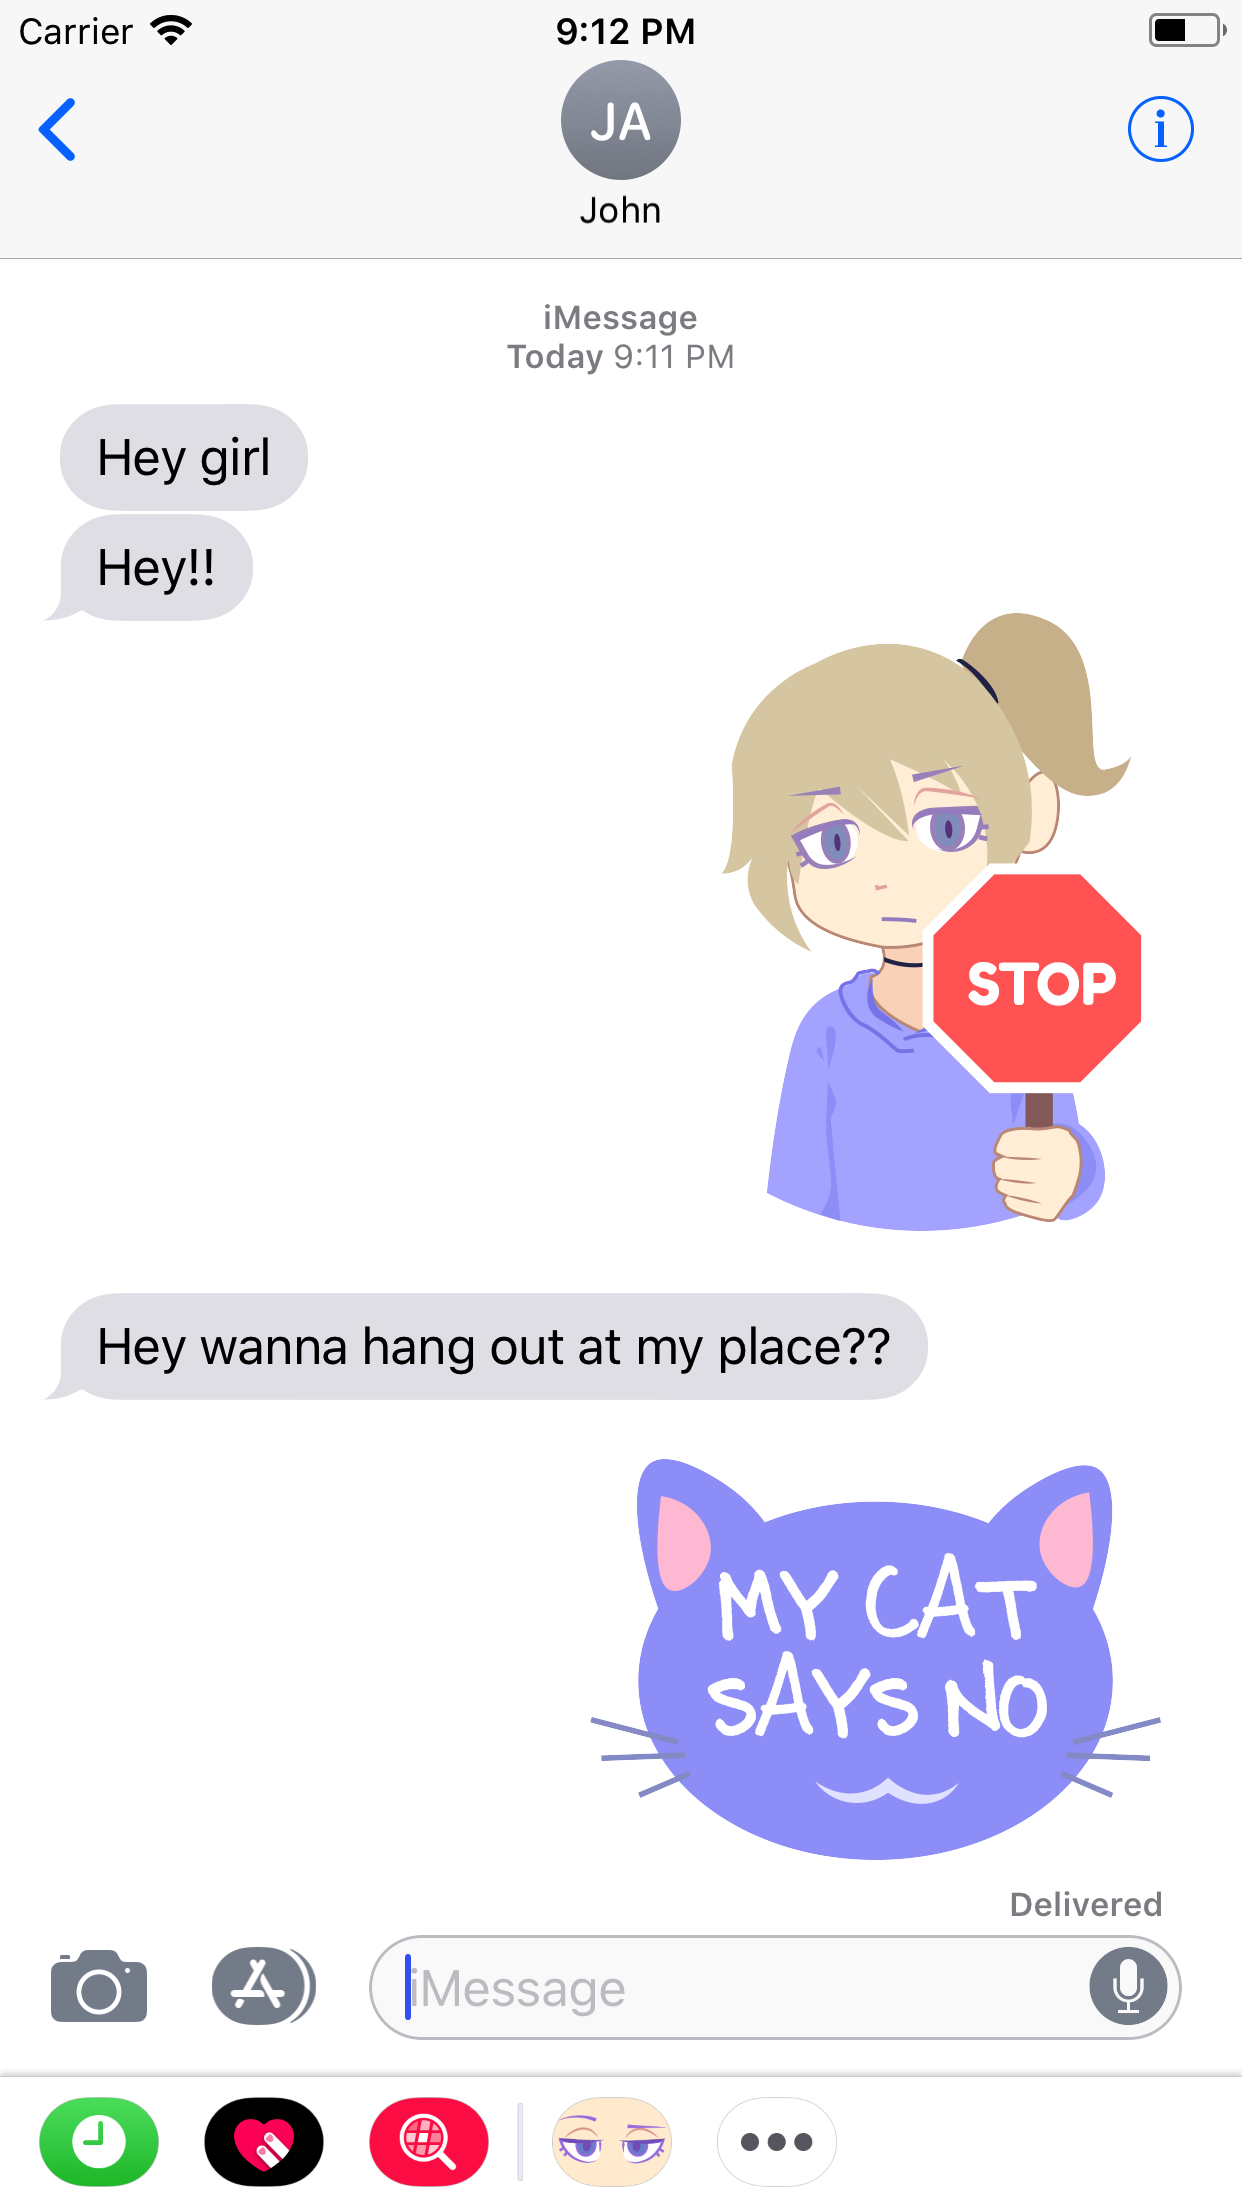 Carrier 9:12 PM
JA
John
iMessage
Today 9:11 PM
Hey girl
Hey!!
STOP
Hey wanna hang out at my place??
MY CAT
SAYS NO
Delivered
iMessage